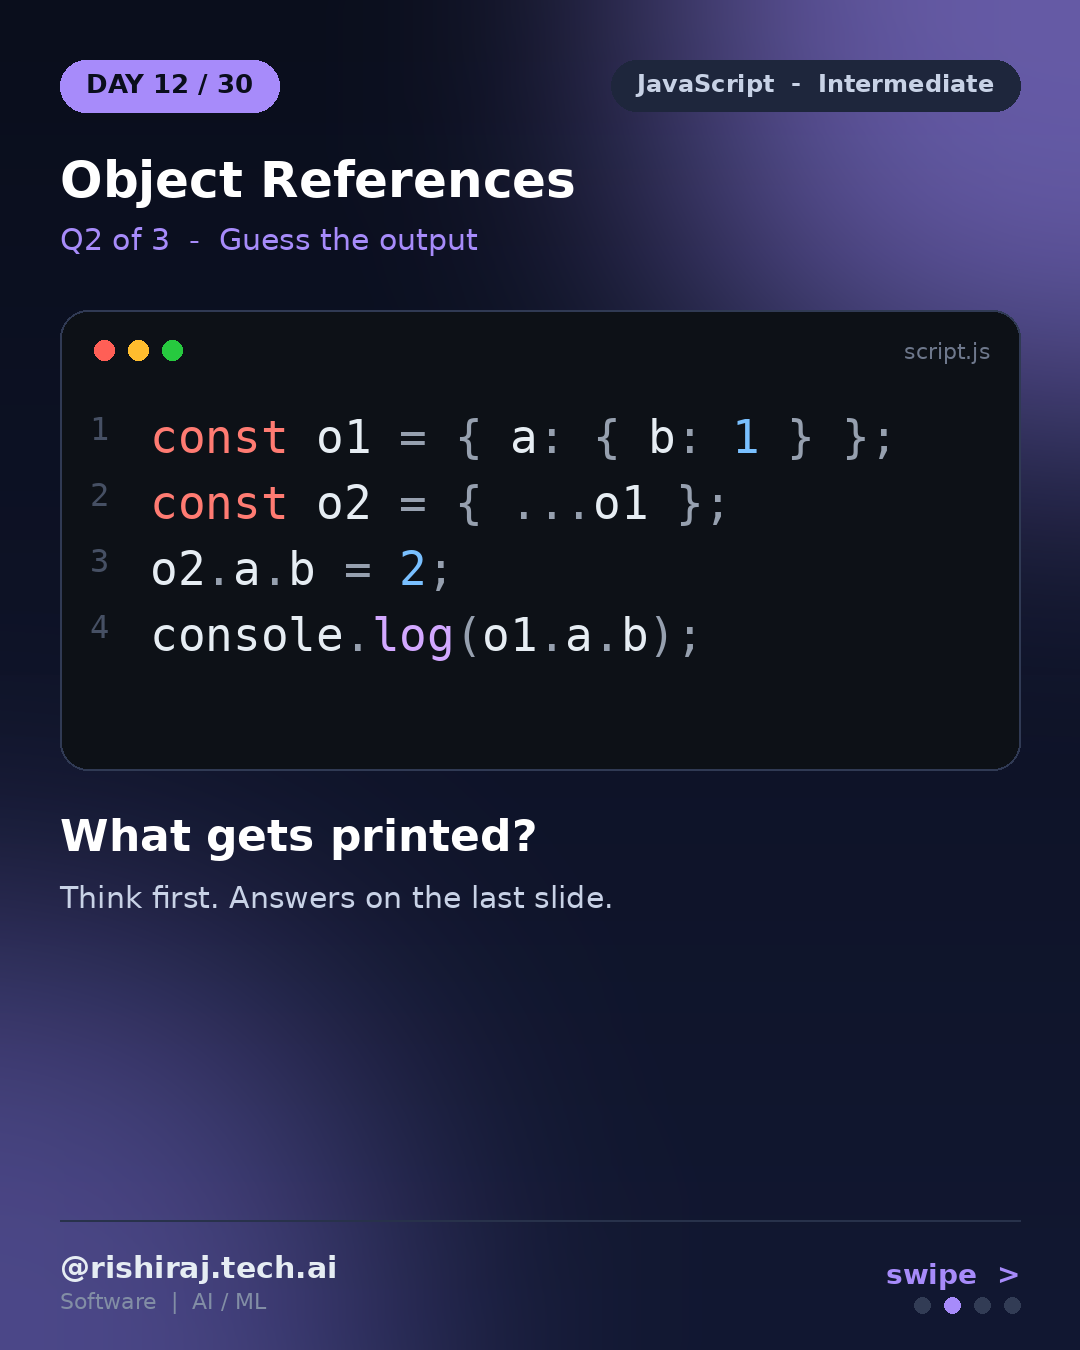 DAY 12 / 30
JavaScript - Intermediate
Object References
Q2 of 3 - Guess the output
script.js
1 const o1 = { a: { b: 1 } };
2 const o2 = { ...o1 };
3 o2.a.b = 2;
4 console.log(o1.a.b);
What gets printed?
Think first. Answers on the last slide.
@rishiraj.tech.ai
Software | AI / ML
swipe >